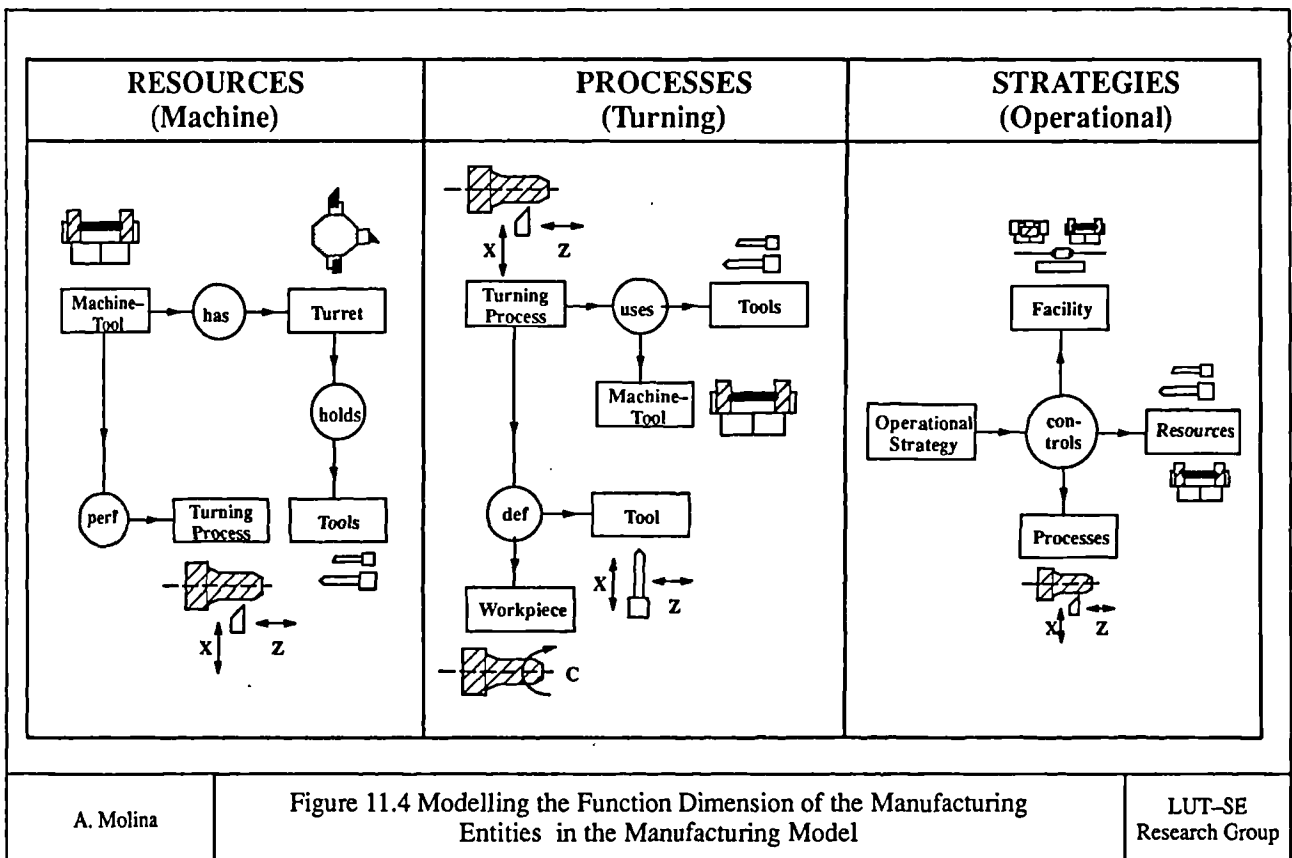 RESOURCES
(Machine)
PROCESSES
(Turning)
STRATEGIES
(Operational)
Machine–
Tool
has
Turret
holds
Tools
perf
Turning
Process
X
Z
X
Z
Turning
Process
uses
Tools
Machine–
Tool
def
Tool
X
Z
Workpiece
C
Facility
Operational
Strategy
con-
trols
Resources
Processes
X
Z
A. Molina
Figure 11.4 Modelling the Function Dimension of the Manufacturing
Entities in the Manufacturing Model
LUT–SE
Research Group